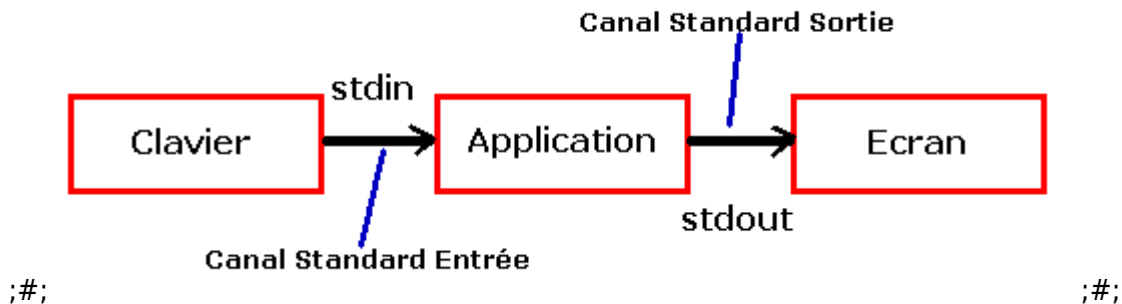 Canal Standard Sortie
stdin
Clavier
Application
Ecran
stdout
Canal Standard Entrée
;#; ;#;